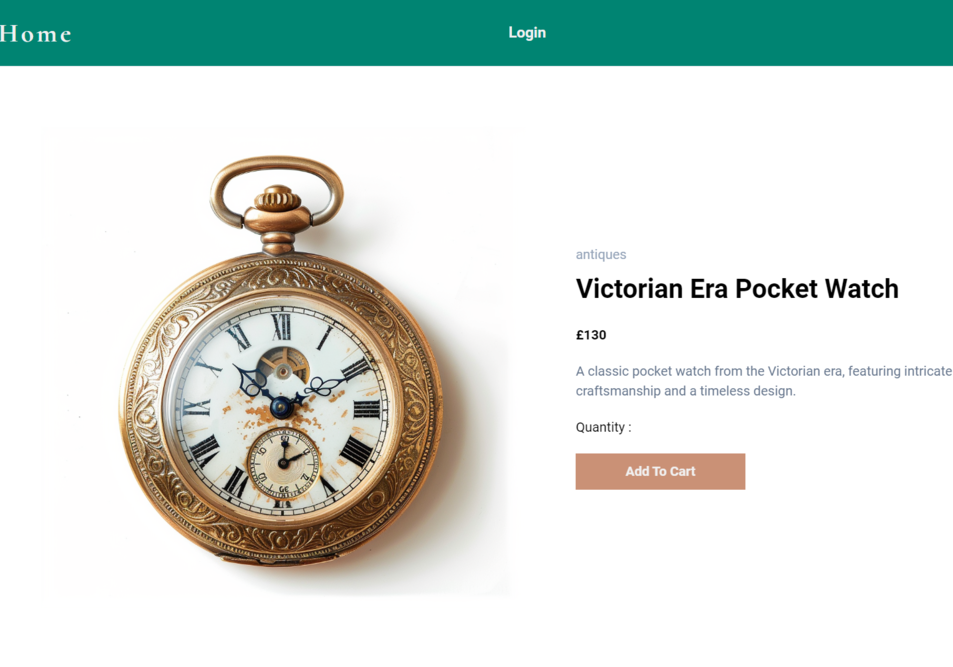 Home
Login
antiques
Victorian Era Pocket Watch
£130
A classic pocket watch from the Victorian era, featuring intricate
craftsmanship and a timeless design.
Quantity :
Add To Cart